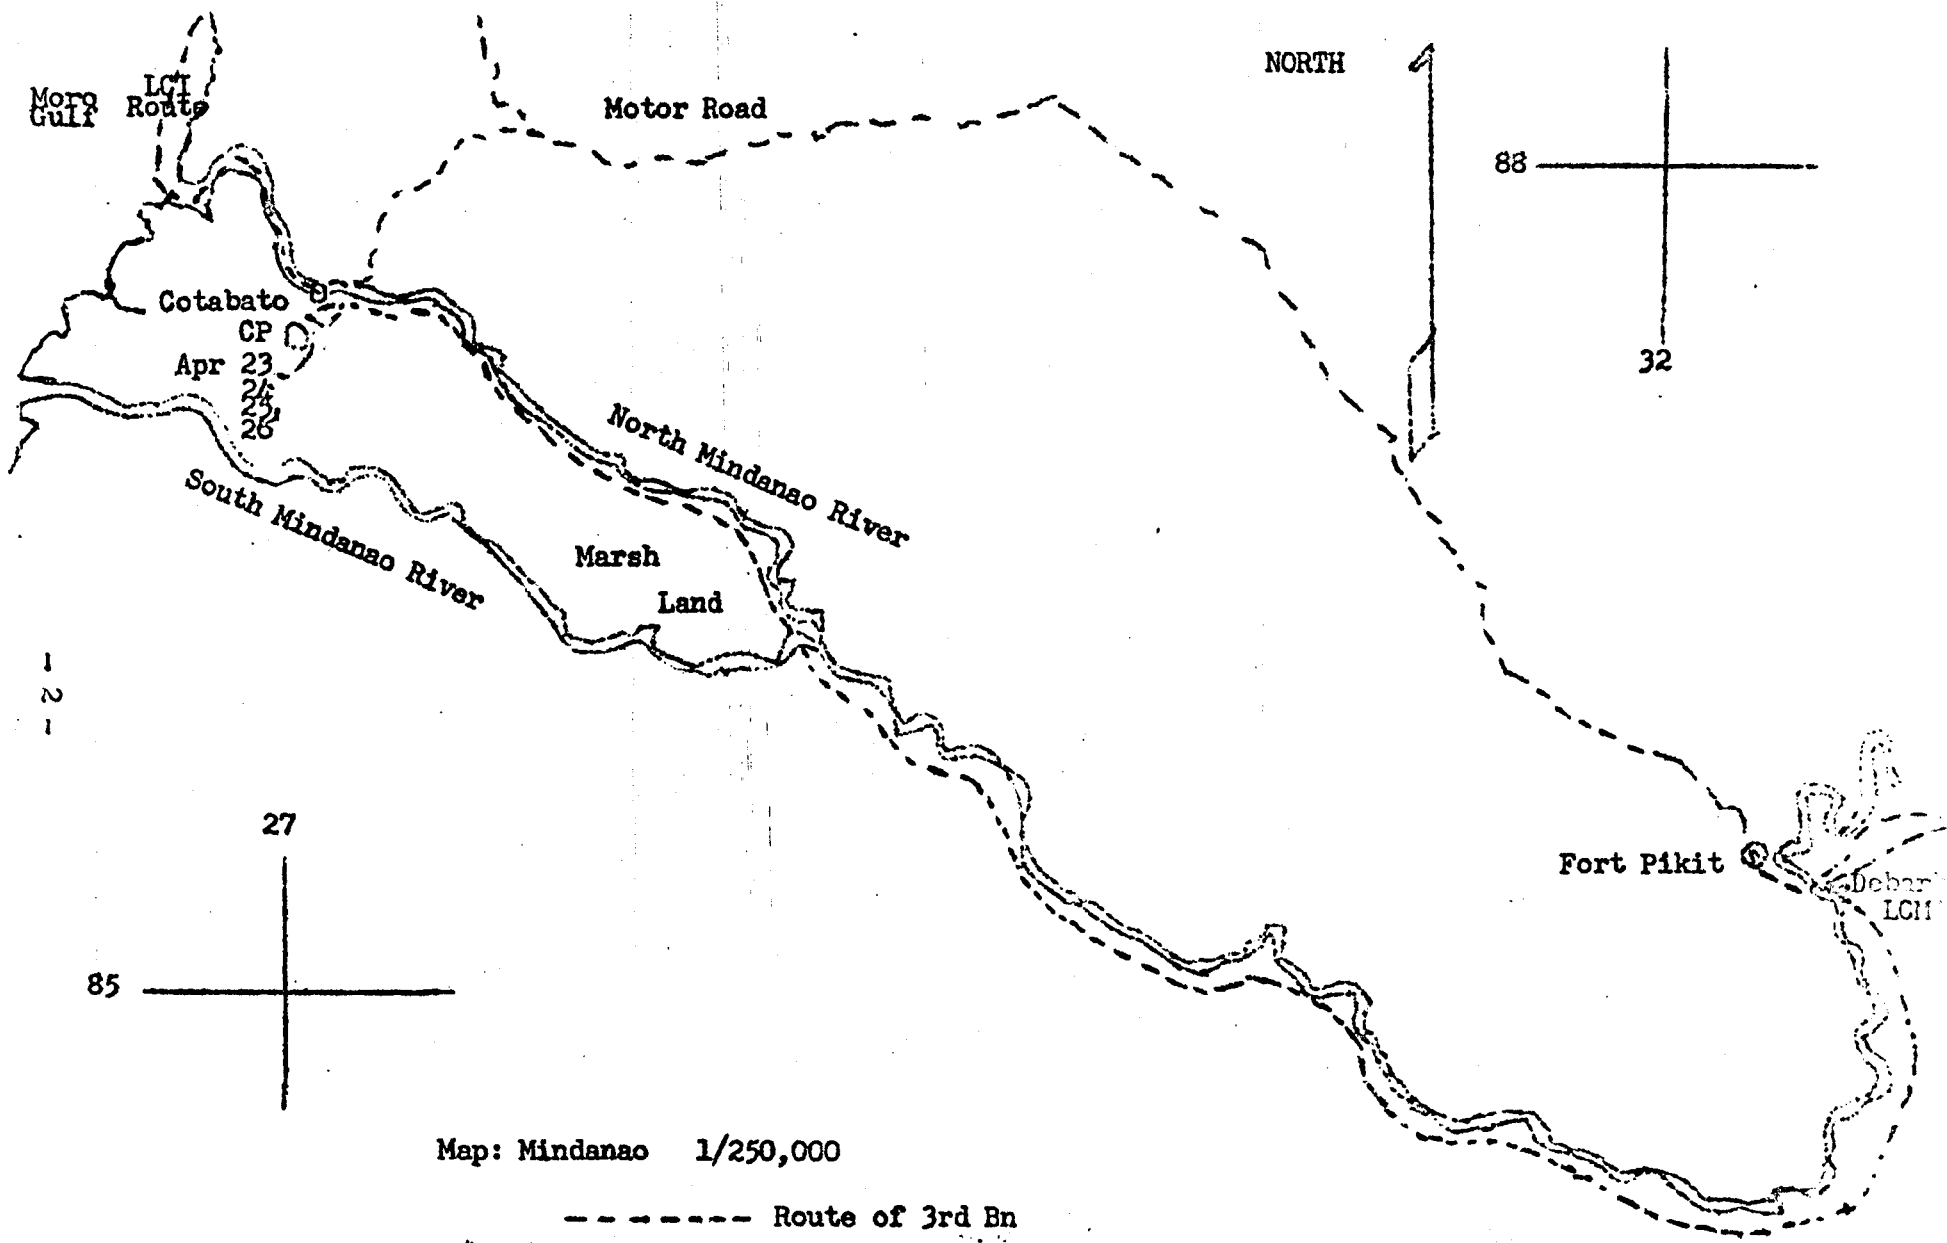 NORTH
Moro
Gulf
LCI
Route
Motor Road
88
32
Cotabato
CP
Apr 23
24
25
26
North Mindanao River
South Mindanao River
Marsh
Land
- 2 -
27
85
Fort Pikit
LCM
Map: Mindanao 1/250,000
Route of 3rd Bn